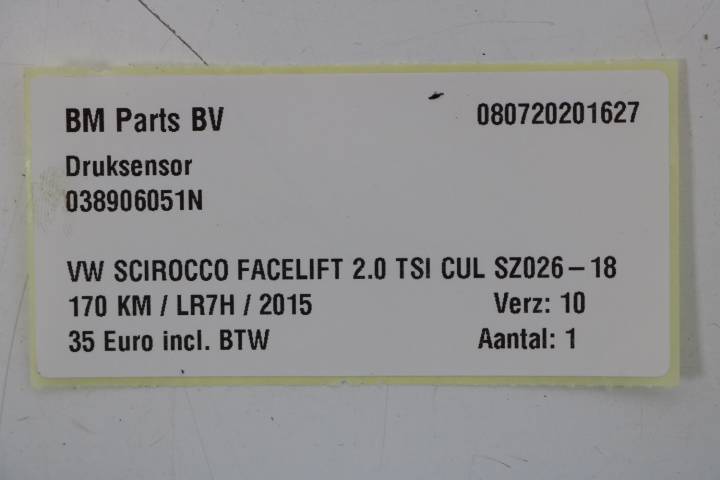 BM Parts BV 080720201627
Druksensor
038906051N
VW SCIROCCO FACELIFT 2.0 TSI CUL SZ026-18
170 KM / LR7H / 2015 Verz: 10
35 Euro incl. BTW Aantal: 1